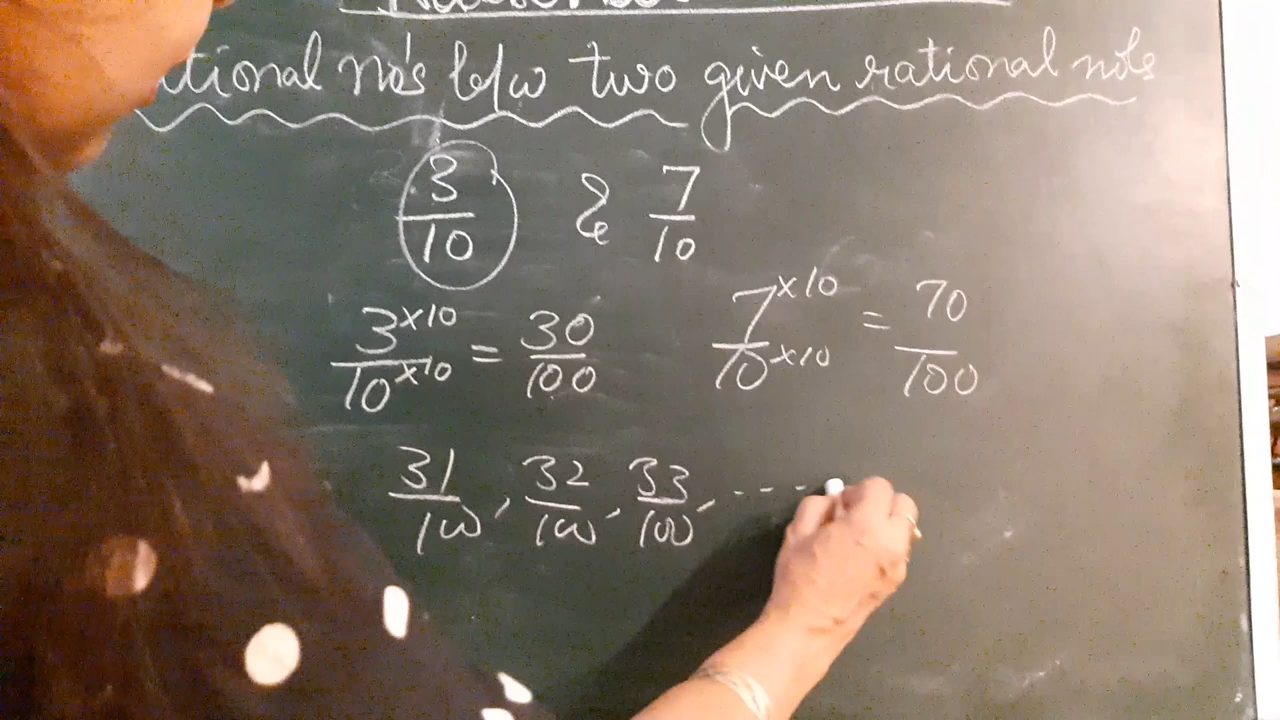 no's b/w two given rational no's
3/10 & 7/10
3×10/10×10 = 30/100 7×10/10×10 = 70/100
31/100, 32/100, 33/100, ----